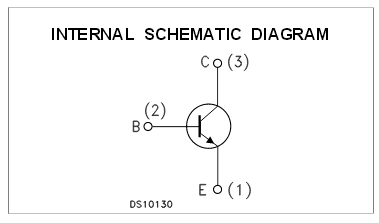 INTERNAL SCHEMATIC DIAGRAM
C (3)
(2)
B
E (1)
DS10130